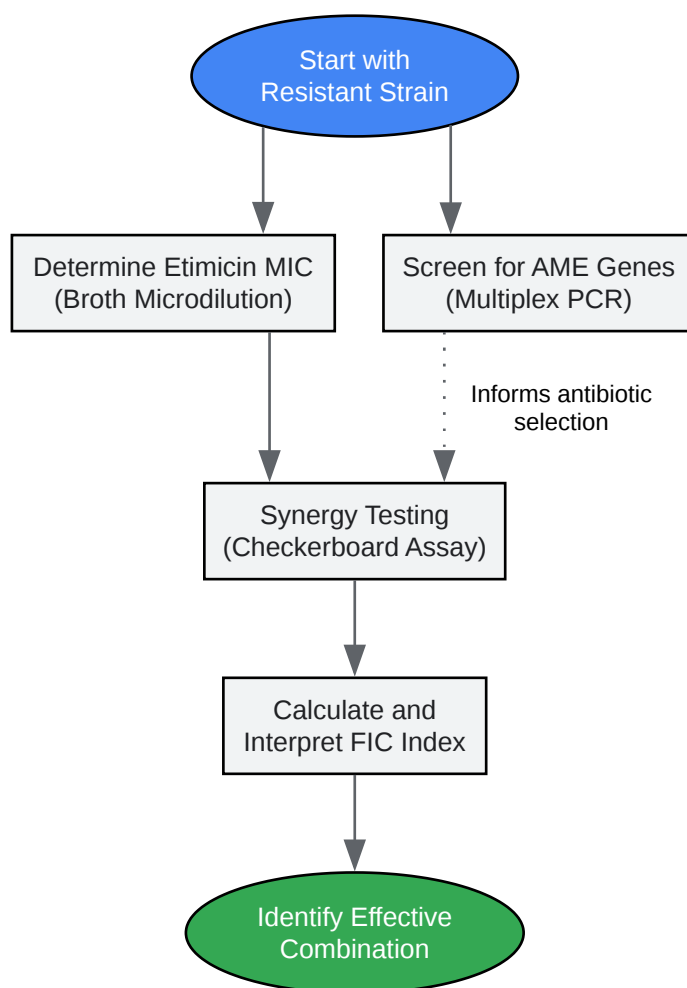 Start with
Resistant Strain
Determine Etimicin MIC
(Broth Microdilution)
Screen for AME Genes
(Multiplex PCR)
Informs antibiotic
selection
Synergy Testing
(Checkerboard Assay)
Calculate and
Interpret FIC Index
Identify Effective
Combination